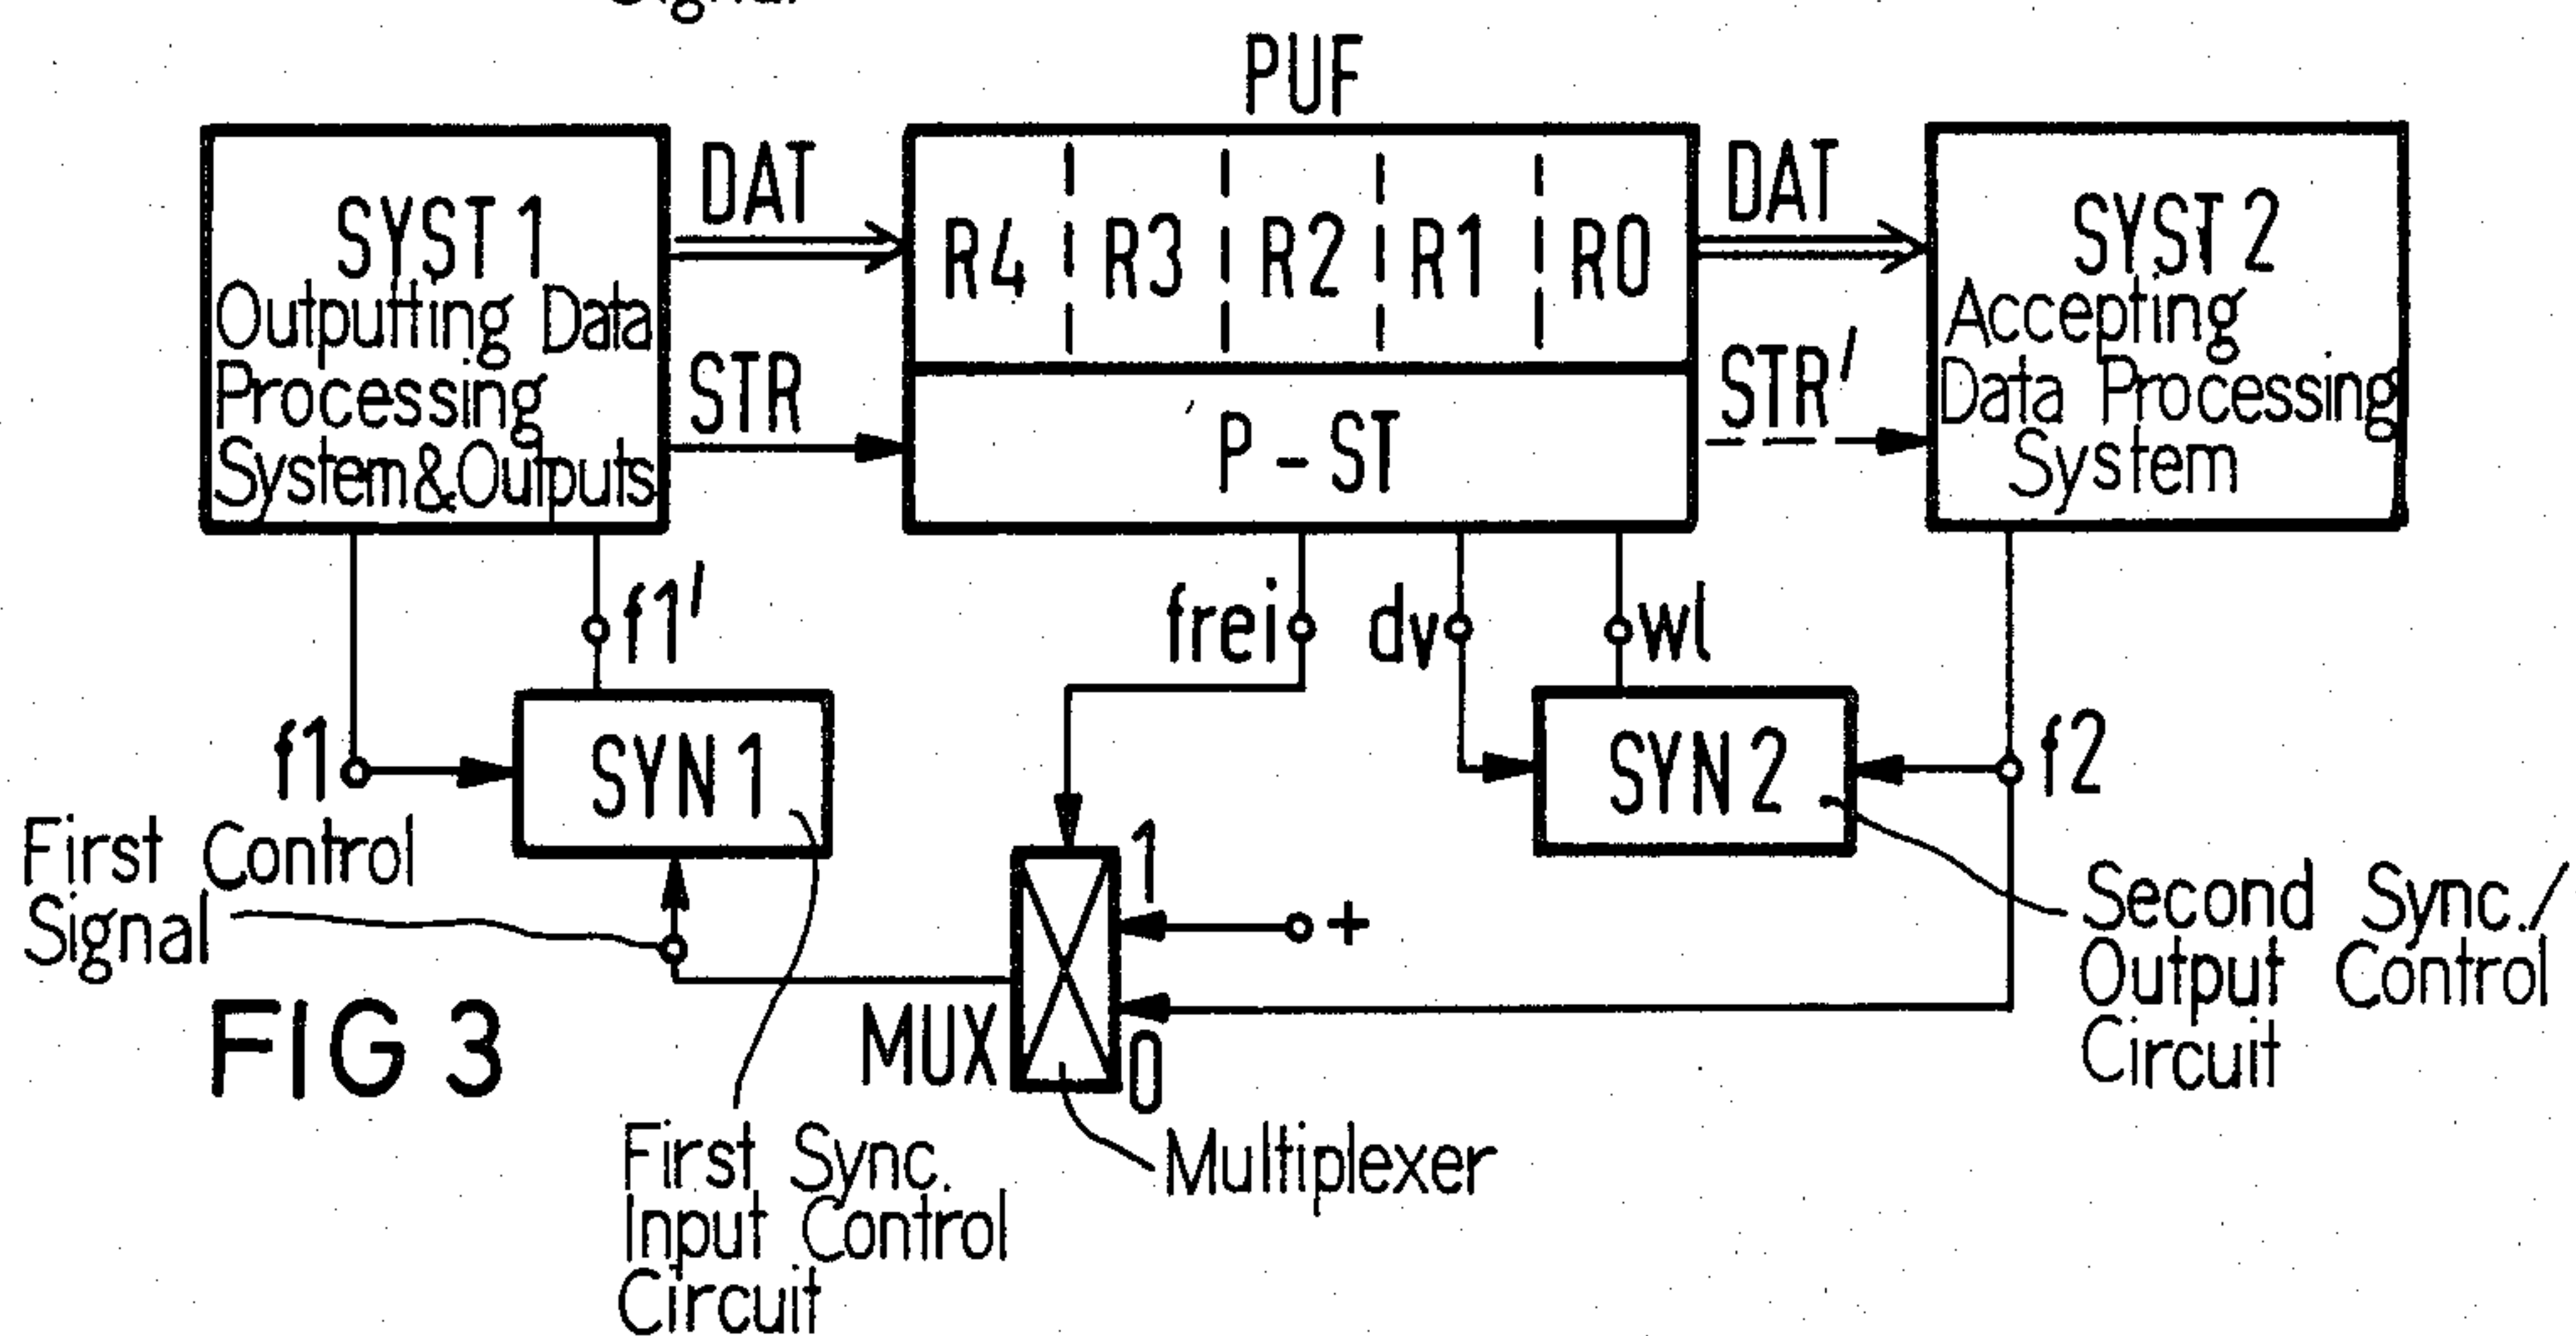 PUF
SYST 1
Outputting Data
Processing
System & Outputs
DAT
STR
R4 R3 R2 R1 R0
P - ST
DAT
STR'
SYST 2
Accepting
Data Processing
System
f1'
frei
dv
wl
f1
SYN 1
SYN 2
f2
First Control
Signal
1
+
MUX
0
Second Sync./
Output Control
Circuit
FIG 3
First Sync.
Input Control
Circuit
Multiplexer